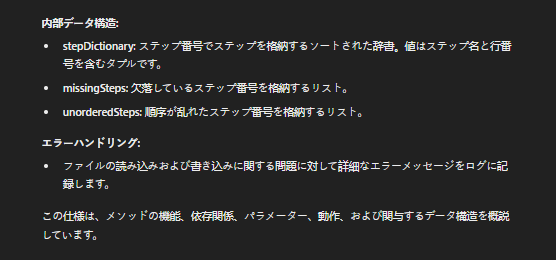 内部データ構造:
• stepDictionary: ステップ番号でステップを格納するソートされた辞書。値はステップ名と行番
号を含むタプルです。
• missingSteps: 欠落しているステップ番号を格納するリスト。
• unorderedSteps: 順序が乱れたステップ番号を格納するリスト。
エラーハンドリング:
• ファイルの読み込みおよび書き込みに関する問題に対して詳細なエラーメッセージをログに記
録します。
この仕様は、メソッドの機能、依存関係、パラメーター、動作、および関与するデータ構造を概説
しています。